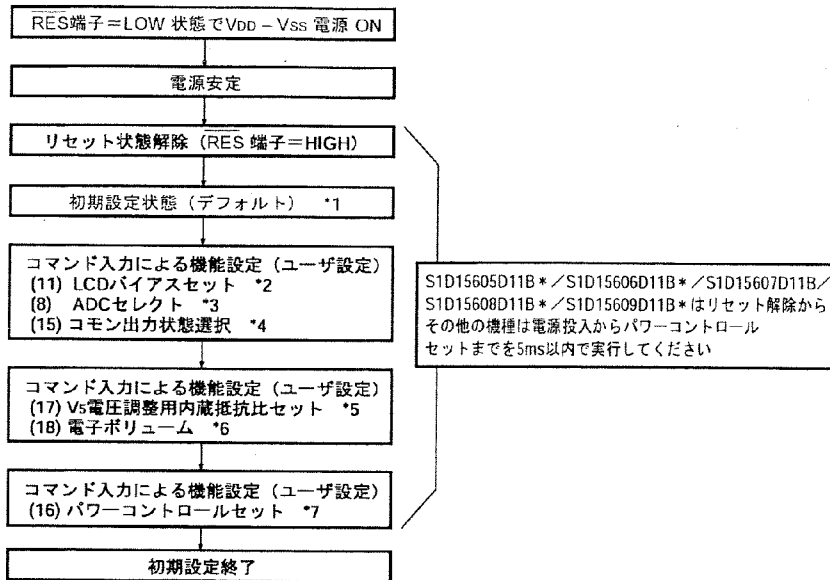 RES端子=LOW 状態でVDD – VSS 電源 ON
電源安定
リセット状態解除 (RES 端子=HIGH)
初期設定状態 (デフォルト) *1
コマンド入力による機能設定 (ユーザ設定)
(11) LCDバイアスセット *2
(8) ADCセレクト *3
(15) コモン出力状態選択 *4
コマンド入力による機能設定 (ユーザ設定)
(17) V5電圧調整用内蔵抵抗比セット *5
(18) 電子ボリューム *6
コマンド入力による機能設定 (ユーザ設定)
(16) パワーコントロールセット *7
初期設定終了
S1D15605D11B*/S1D15606D11B*/S1D15607D11B/
S1D15608D11B*/S1D15609D11B*はリセット解除から
その他の機種は電源投入からパワーコントロール
セットまでを5ms以内で実行してください